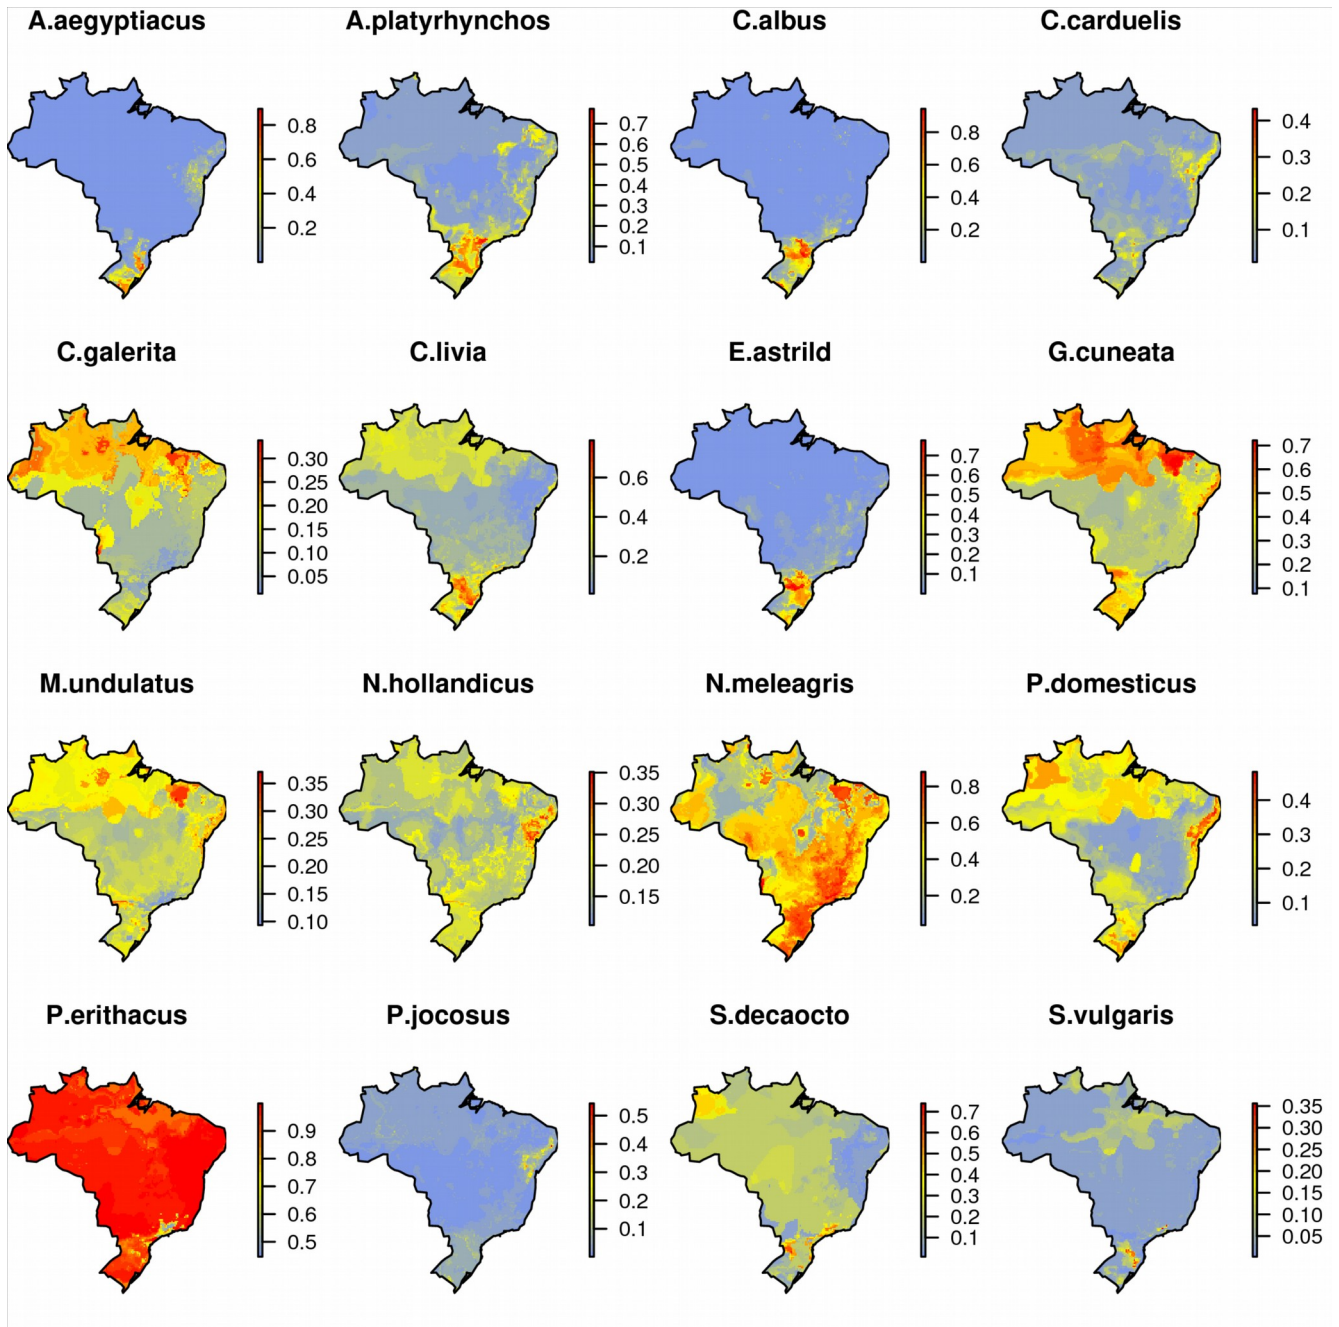 A.aegyptiacus A.platyrhynchos C.albus C.carduelis
0.8 0.6 0.4 0.2
0.7 0.6 0.5 0.4 0.3 0.2 0.1
0.8 0.6 0.4 0.2
0.4 0.3 0.2 0.1
C.galerita C.livia E.astrild G.cuneata
0.30 0.25 0.20 0.15 0.10 0.05
0.6 0.4 0.2
0.7 0.6 0.5 0.4 0.3 0.2 0.1
0.7 0.6 0.5 0.4 0.3 0.2 0.1
M.undulatus N.hollandicus N.meleagris P.domesticus
0.35 0.30 0.25 0.20 0.15 0.10
0.35 0.30 0.25 0.20 0.15
0.8 0.6 0.4 0.2
0.4 0.3 0.2 0.1
P.erithacus P.jocosus S.decaocto S.vulgaris
0.9 0.8 0.7 0.6 0.5
0.5 0.4 0.3 0.2 0.1
0.7 0.6 0.5 0.4 0.3 0.2 0.1
0.35 0.30 0.25 0.20 0.15 0.10 0.05